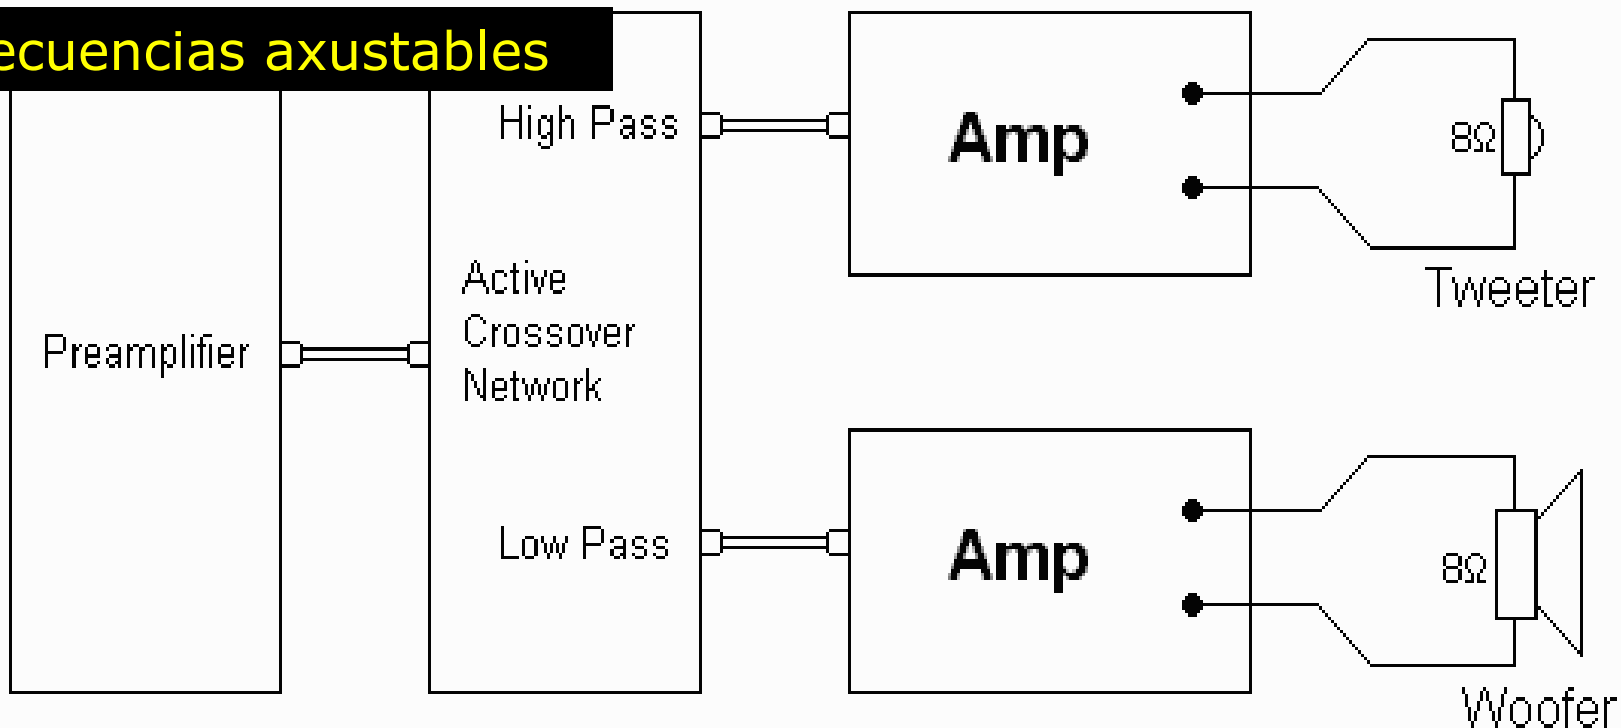 ecuencias axustables
High Pass
Amp
8Ω
Tweeter
Active
Crossover
Network
Preamplifier
Low Pass
Amp
8Ω
Woofer